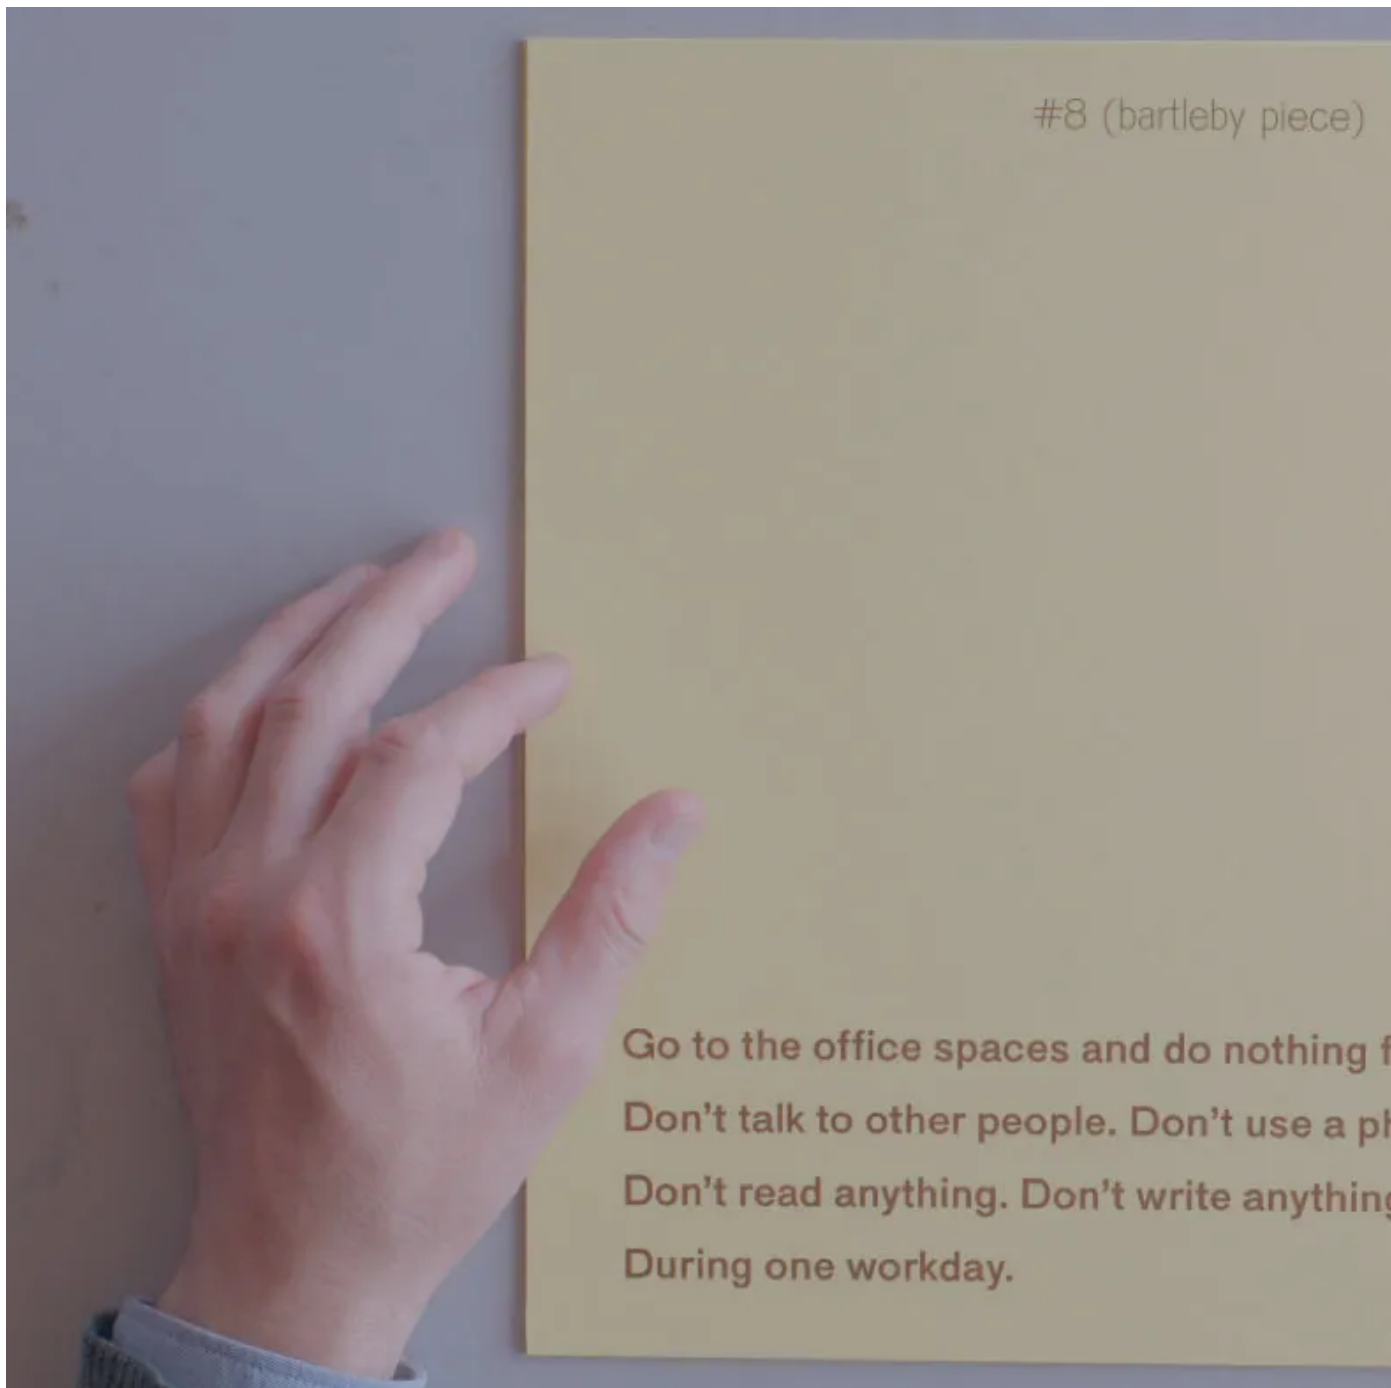 #8 (bartleby piece)
Go to the office spaces and do nothing
Don't talk to other people. Don't use a
Don't read anything. Don't write anything
During one workday.